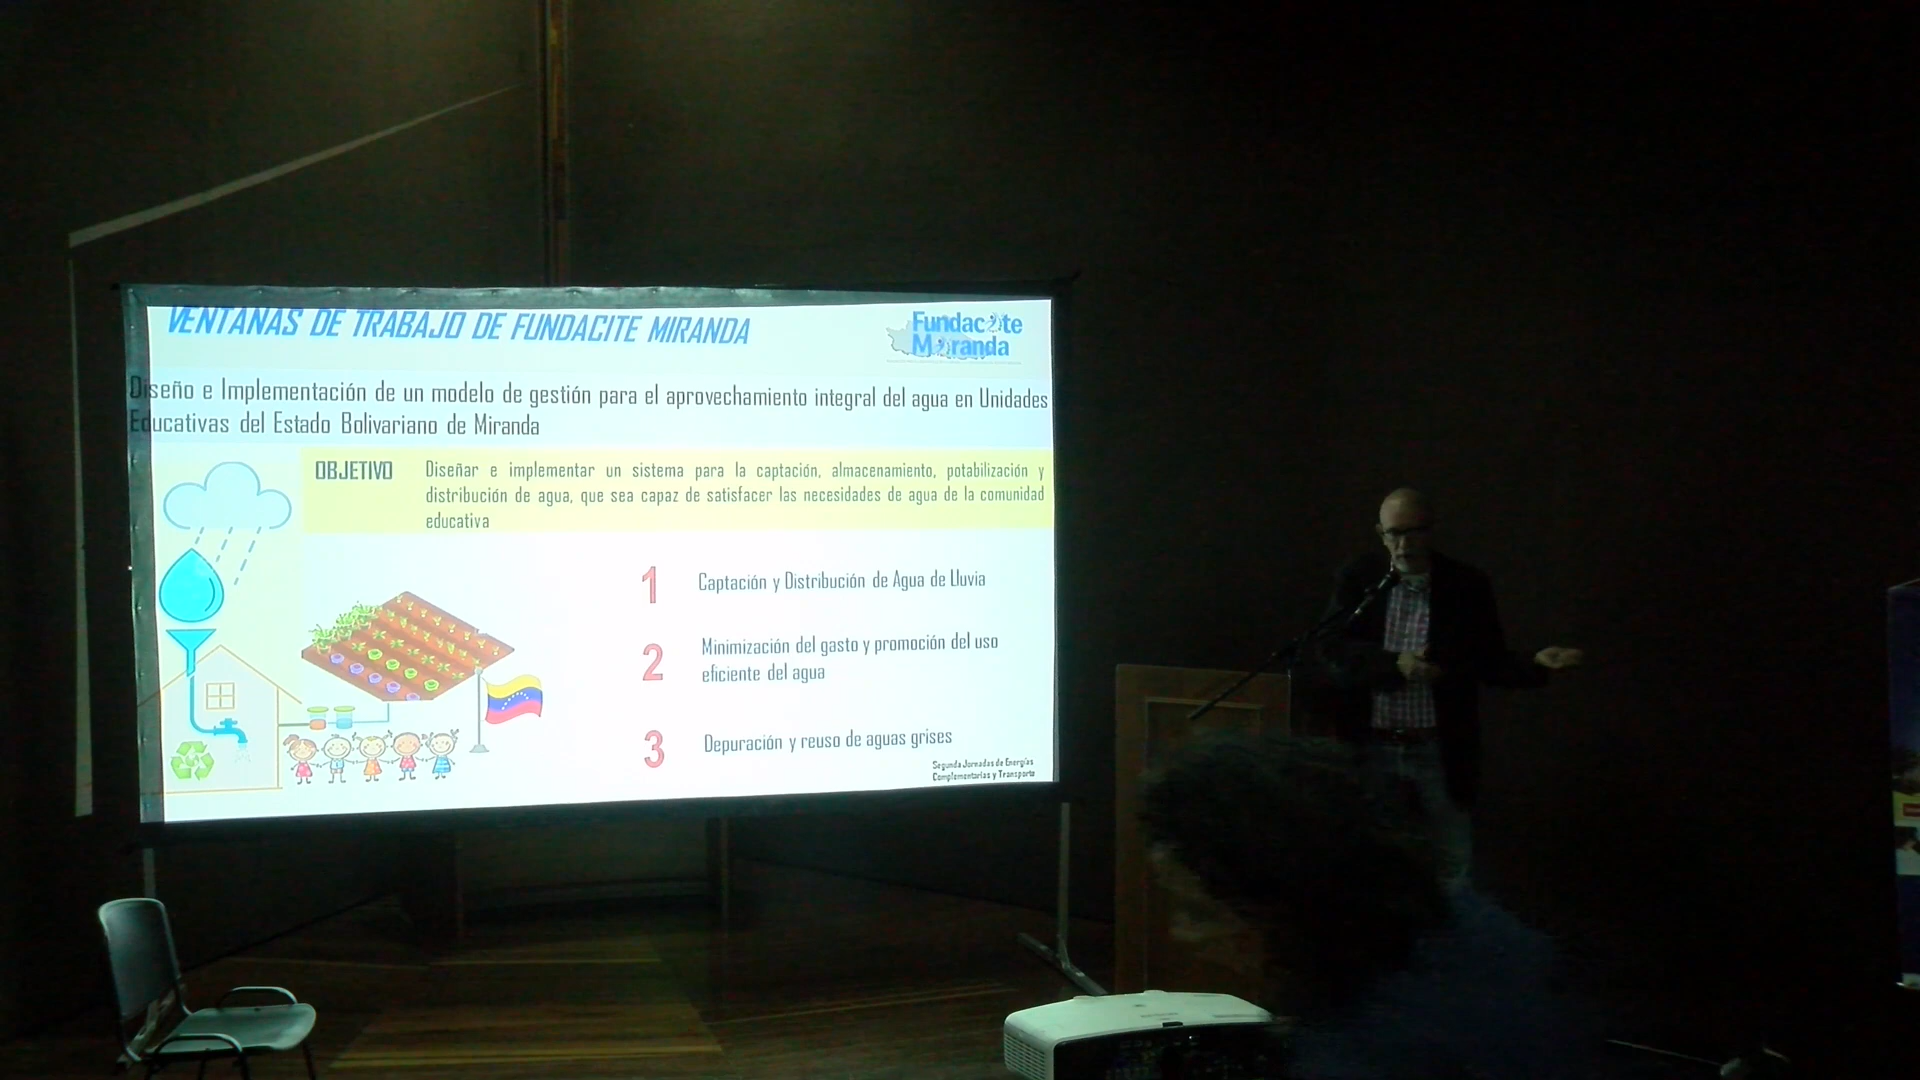 VENTANAS DE TRABAJO DE FUNDACITE MIRANDA
Fundacite
Miranda
Diseño e Implementación de un modelo de gestión para el aprovechamiento integral del agua en Unidades
Educativas del Estado Bolivariano de Miranda
OBJETIVO
Diseñar e implementar un sistema para la captación, almacenamiento, potabilización y
distribución de agua, que sea capaz de satisfacer las necesidades de agua de la comunidad
educativa
1 Captación y Distribución de Agua de Lluvia
2 Minimización del gasto y promoción del uso
eficiente del agua
3 Depuración y reuso de aguas grises
Segunda Jornadas de Energías
Complementarias y Transporte